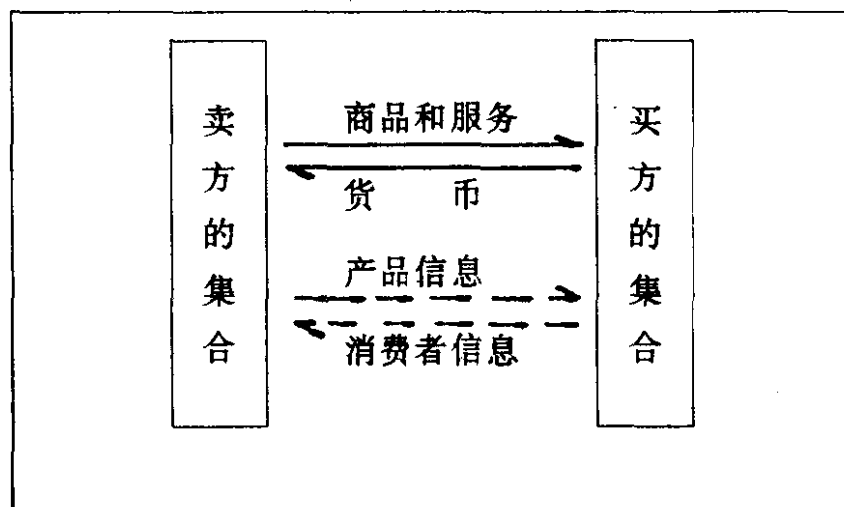 卖方的集合
商品和服务
货币
产品信息
消费者信息
买方的集合